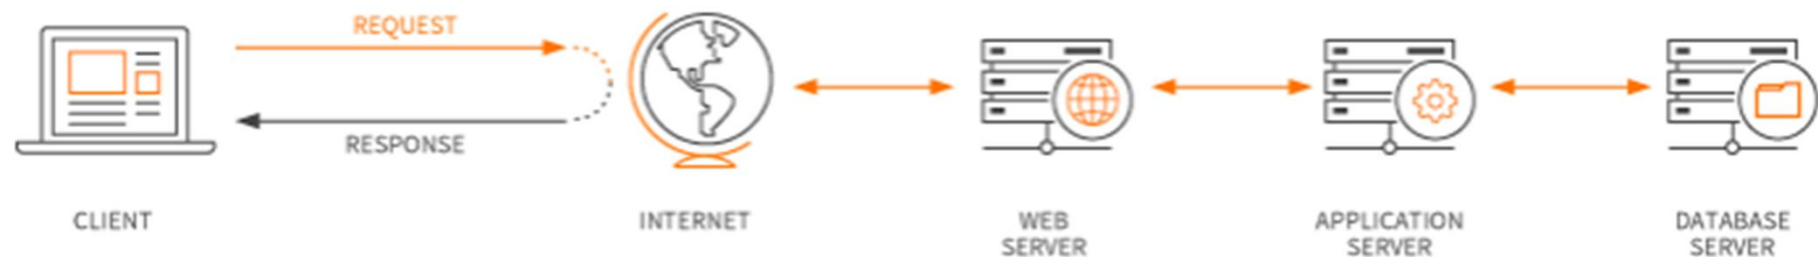 REQUEST
RESPONSE
CLIENT
INTERNET
WEB
SERVER
APPLICATION
SERVER
DATABASE
SERVER